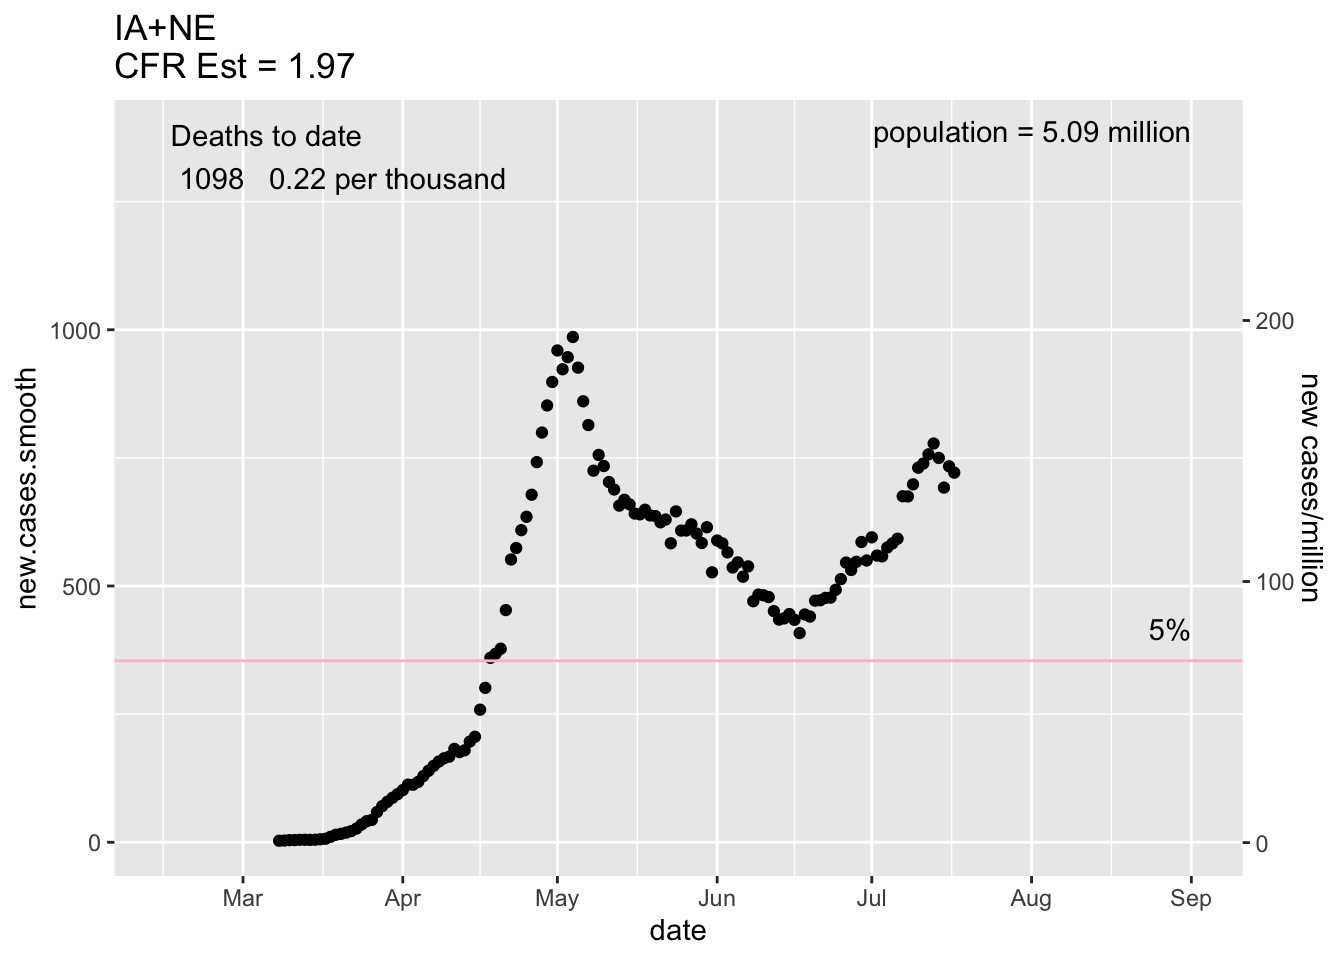 IA+NE
CFR Est = 1.97
Deaths to date
1098 0.22 per thousand
population = 5.09 million
5%
new.cases.smooth
1000
500
0
200
100
0
new cases/million
Mar Apr May Jun Jul Aug Sep
date